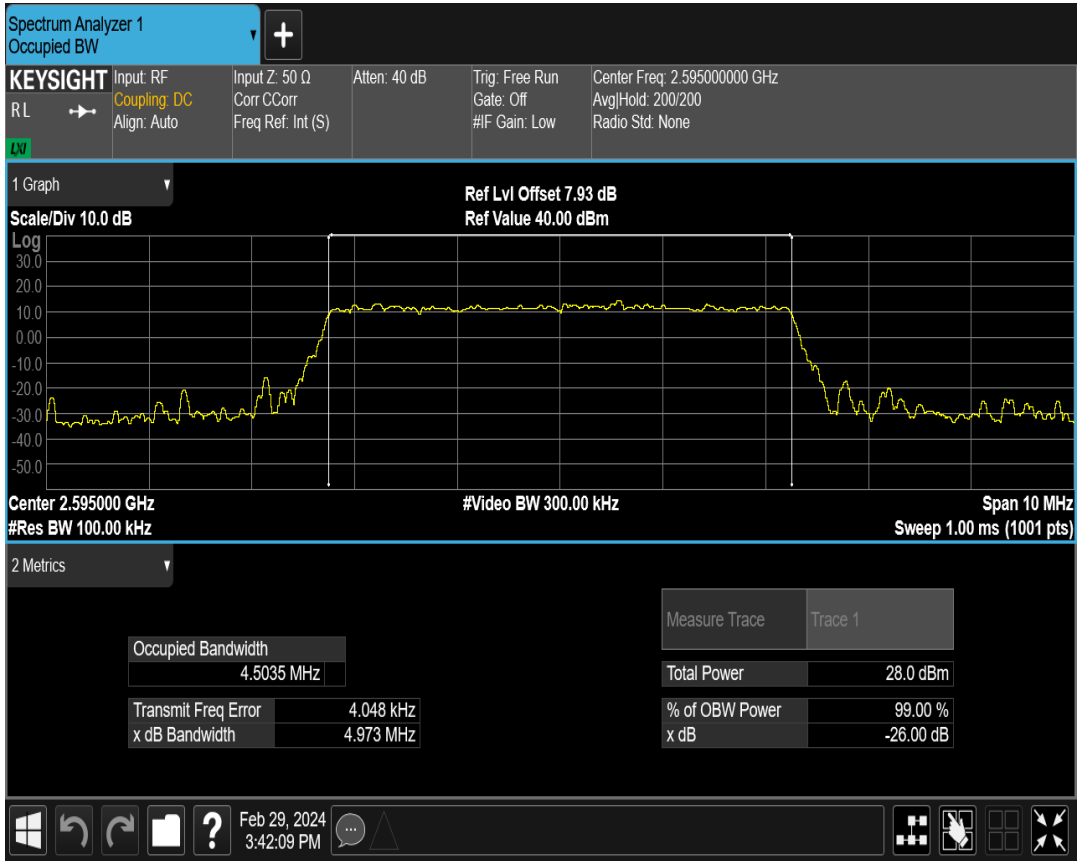 Spectrum Analyzer 1
Occupied BW
+
KEYSIGHT
RL
LXI
Input: RF
Coupling: DC
Align: Auto
Input Z: 50 Ω
Corr CCorr
Freq Ref: Int (S)
Atten: 40 dB
Trig: Free Run
Gate: Off
#IF Gain: Low
Center Freq: 2.595000000 GHz
Avg|Hold: 200/200
Radio Std: None
1 Graph
Scale/Div 10.0 dB
Ref Lvl Offset 7.93 dB
Ref Value 40.00 dBm
Log
30.0
20.0
10.0
0.00
-10.0
-20.0
-30.0
-40.0
-50.0
Center 2.595000 GHz
#Video BW 300.00 kHz
Span 10 MHz
#Res BW 100.00 kHz
Sweep 1.00 ms (1001 pts)
2 Metrics
Measure Trace Trace 1
Occupied Bandwidth
4.5035 MHz
Total Power 28.0 dBm
Transmit Freq Error 4.048 kHz
% of OBW Power 99.00 %
x dB Bandwidth 4.973 MHz
x dB -26.00 dB
?
Feb 29, 2024
3:42:09 PM